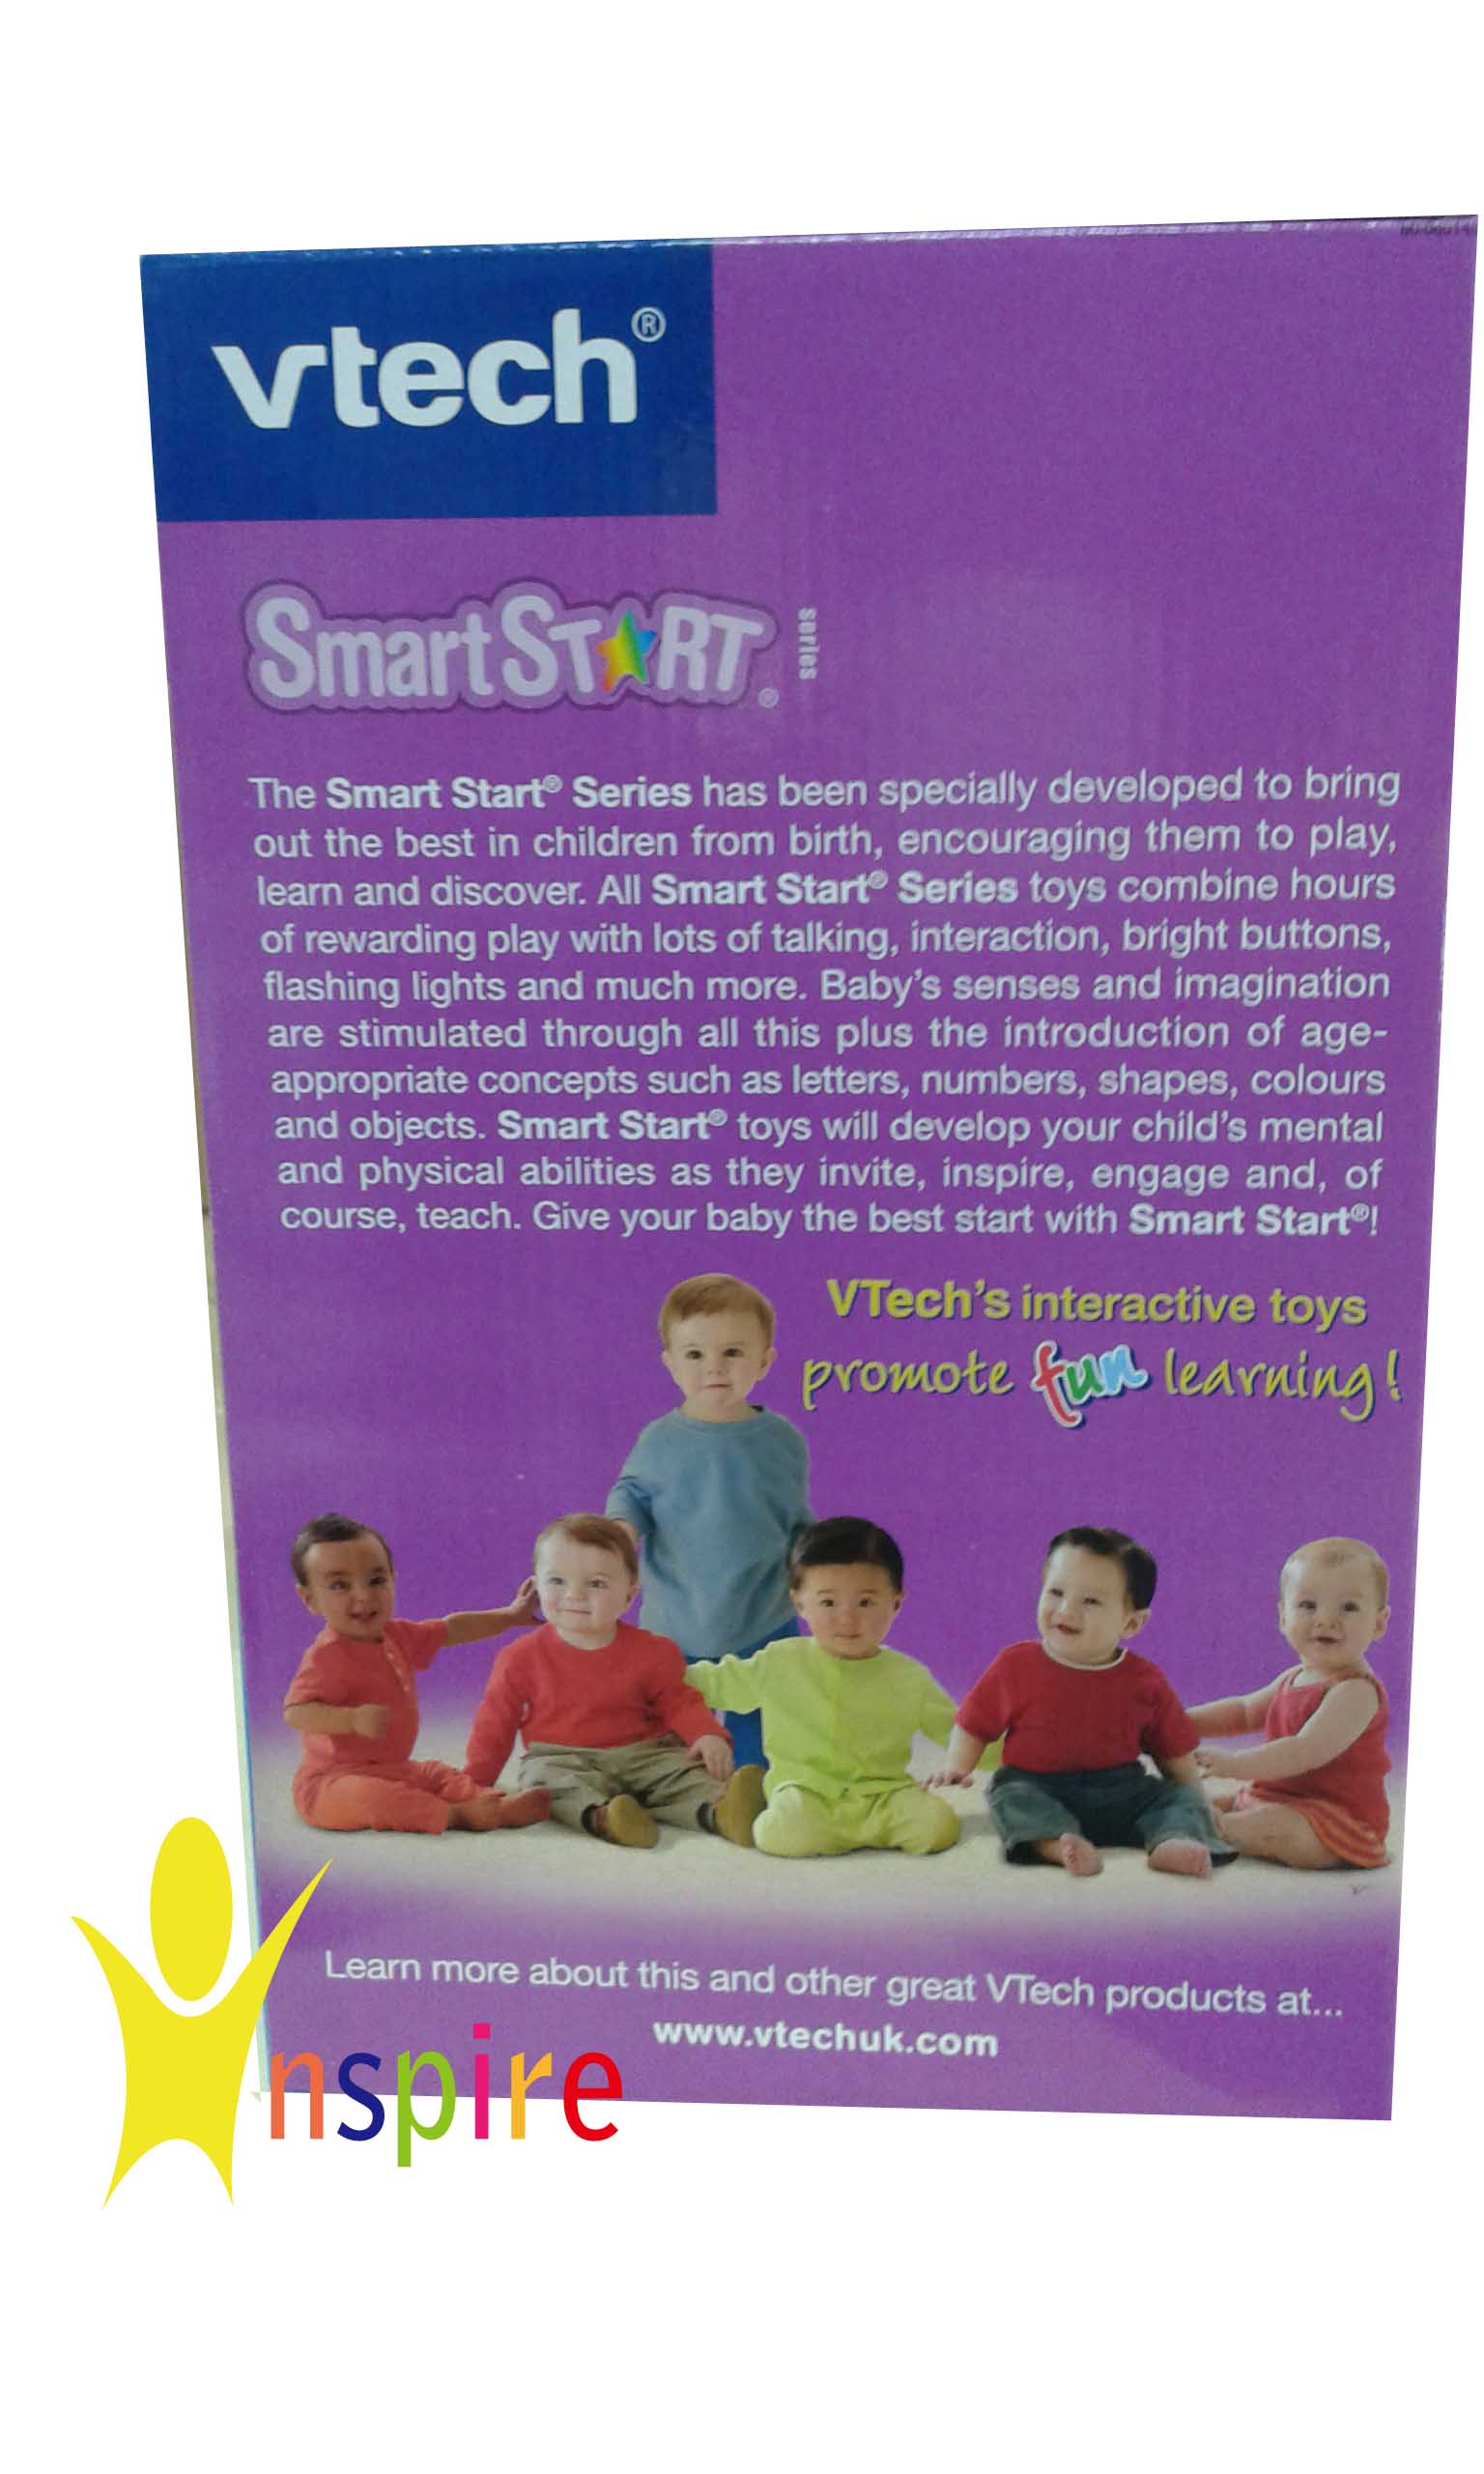 vtech®
SmartSTART® series
The Smart Start® Series has been specially developed to bring
out the best in children from birth, encouraging them to play,
learn and discover. All Smart Start® Series toys combine hours
of rewarding play with lots of talking, interaction, bright buttons,
flashing lights and much more. Baby's senses and imagination
are stimulated through all this plus the introduction of age-
appropriate concepts such as letters, numbers, shapes, colours
and objects. Smart Start® toys will develop your child's mental
and physical abilities as they invite, inspire, engage and, of
course, teach. Give your baby the best start with Smart Start®!
VTech's interactive toys
promote fun learning!
Learn more about this and other great VTech products at...
www.vtechuk.com
nspire